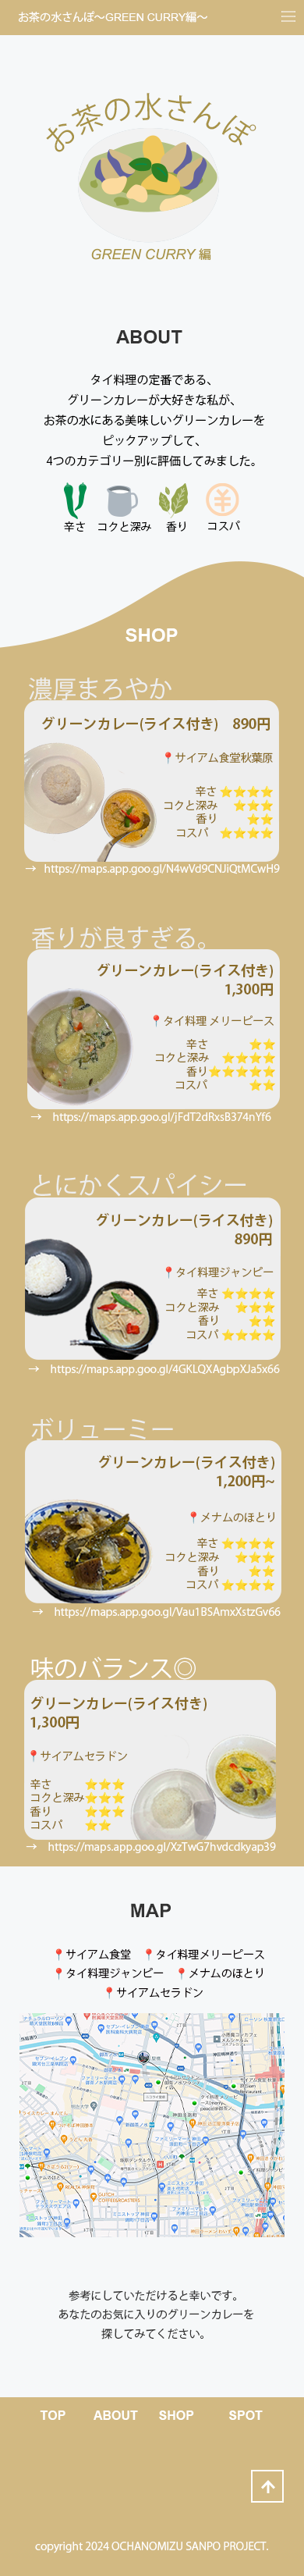 お茶の水さんぽ〜GREEN CURRY編〜
お茶の水さんぽ
GREEN CURRY 編
ABOUT
タイ料理の定番である、
グリーンカレーが大好きな私が、
お茶の水にある美味しいグリーンカレーを
ピックアップして、
4つのカテゴリー別に評価してみました。
辛さ コクと深み 香り コスパ
SHOP
濃厚まろやか
グリーンカレー(ライス付き) 890円
📍サイアム食堂秋葉原
辛さ ⭐⭐⭐⭐
コクと深み ⭐⭐⭐
香り ⭐⭐
コスパ ⭐⭐⭐⭐
→ https://maps.app.goo.gl/N4wVd9CNJiQtMCwH9
香りが良すぎる。
グリーンカレー(ライス付き)
1,300円
📍タイ料理 メリーピース
辛さ ⭐⭐
コクと深み ⭐⭐⭐⭐
香り⭐⭐⭐⭐⭐
コスパ ⭐⭐
→ https://maps.app.goo.gl/jFdT2dRxsB374nYf6
とにかくスパイシー
グリーンカレー(ライス付き)
890円
📍タイ料理ジャンピー
辛さ ⭐⭐⭐⭐
コクと深み ⭐⭐⭐
香り ⭐⭐
コスパ ⭐⭐⭐⭐
→ https://maps.app.goo.gl/4GKLQXAgbpXJa5x66
ボリューミー
グリーンカレー(ライス付き)
1,200円~
📍メナムのほとり
辛さ ⭐⭐⭐⭐
コクと深み ⭐⭐⭐
香り ⭐⭐
コスパ ⭐⭐⭐⭐
→ https://maps.app.goo.gl/Vau1BSAmxXstzGv66
味のバランス◎
グリーンカレー(ライス付き)
1,300円
📍サイアムセラドン
辛さ ⭐⭐⭐
コクと深み⭐⭐⭐
香り ⭐⭐⭐
コスパ ⭐⭐
→ https://maps.app.goo.gl/XzTwG7hvdcdkyap39
MAP
📍サイアム食堂 📍タイ料理メリーピース
📍タイ料理ジャンピー 📍メナムのほとり
📍サイアムセラドン
参考にしていただけると幸いです。
あなたのお気に入りのグリーンカレーを
探してみてください。
TOP ABOUT SHOP SPOT
copyright 2024 OCHANOMIZU SANPO PROJECT.